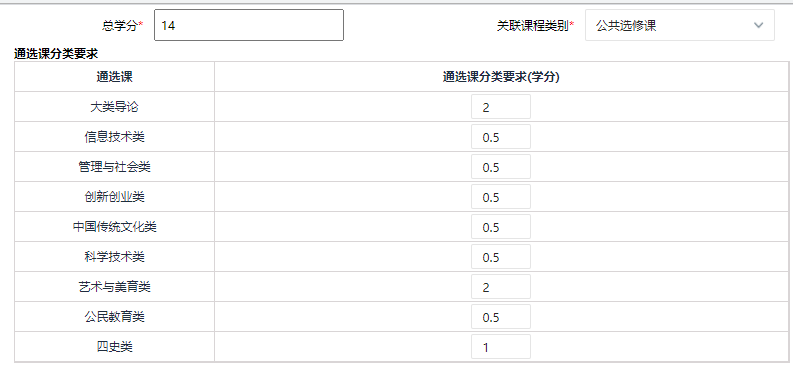 总学分* 14 关联课程类别* 公共选修课
通选课分类要求
通选课 通选课分类要求(学分)
大类导论 2
信息技术类 0.5
管理与社会类 0.5
创新创业类 0.5
中国传统文化类 0.5
科学技术类 0.5
艺术与美育类 2
公民教育类 0.5
四史类 1